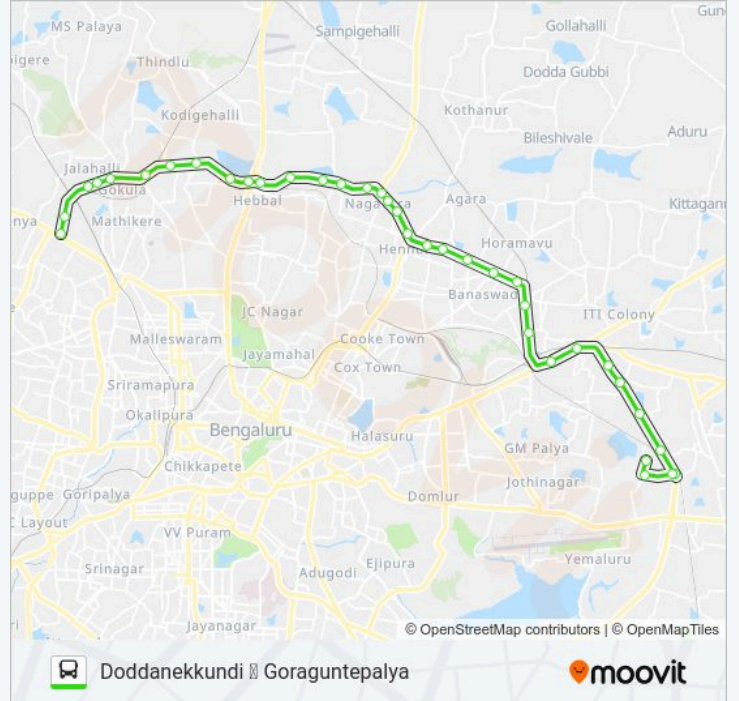 MS Palaya
Sampigehalli
Gollahalli
Gun
igere
Thindlu
Dodda Gubbi
Kodigehalli
Kothanur
Bileshivale
Aduru
Jalahalli
Gokula
Hebbal
Nagavara
Agara
Kittagan
nya
Mathikere
Horamavu
Henn
Banaswad
ITI Colony
JC Nagar
Malleswaram
Cooke Town
Jayamahal
Cox Town
Sriramapura
Okalipura
Bengaluru
Halasuru
GM Palya
Chikkapete
Jothinagar
guppe Goripalya
Domlur
C Layout
VV Puram
Yemaluru
Srinagar
Adugodi
Ejipura
ri
Jayanagar
© OpenStreetMap contributors | © OpenMapTiles
Doddanekkundi Goraguntepalya
moovit